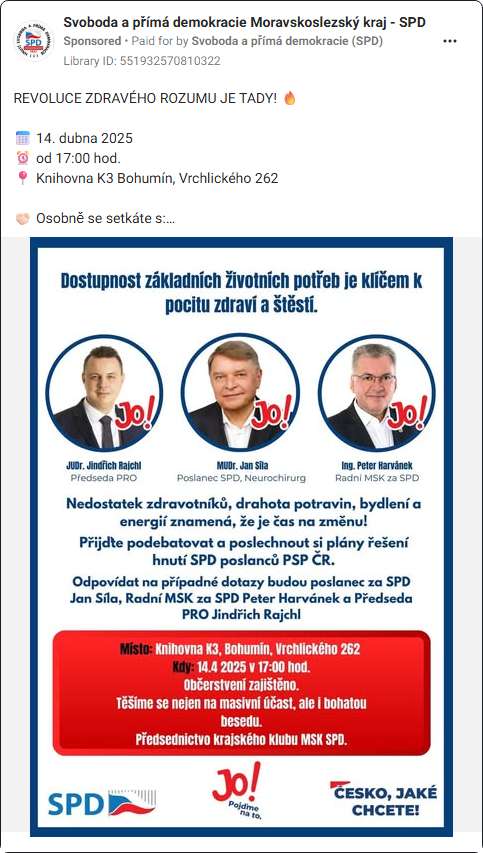 Svoboda a přímá demokracie Moravskoslezský kraj - SPD
Sponsored • Paid for by Svoboda a přímá demokracie (SPD)
Library ID: 551932570810322
REVOLUCE ZDRAVÉHO ROZUMU JE TADY! 🔥
📅 14. dubna 2025
⏰ od 17:00 hod.
📍 Knihovna K3 Bohumín, Vrchlického 262
🤝🏻 Osobně se setkáte s:...
Dostupnost základních životních potřeb je klíčem k
pocitu zdraví a štěstí.
Jo! Jo! Jo!
JUDr. Jindřich Rajchl MUDr. Jan Síla Ing. Peter Harvánek
Předseda PRO Poslanec SPD, Neurochirurg Radní MSK za SPD
Nedostatek zdravotníků, drahota potravin, bydlení a
energií znamená, že je čas na změnu!
Přijďte podebatovat a poslechnout si plány řešení
hnutí SPD poslanců PSP ČR.
Odpovídat na případné dotazy budou poslanec za SPD
Jan Síla, Radní MSK za SPD Peter Harvánek a Předseda
PRO Jindřich Rajchl
Místo: Knihovna K3, Bohumín, Vrchlického 262
Kdy: 14.4 2025 v 17:00 hod.
Občerstvení zajištěno.
Těšíme se nejen na masivní účast, ale i bohatou
besedu.
Předsednictvo krajského klubu MSK SPD.
SPD
Jo!
Pojďme
na to.
ČESKO, JAKÉ
CHCETE!